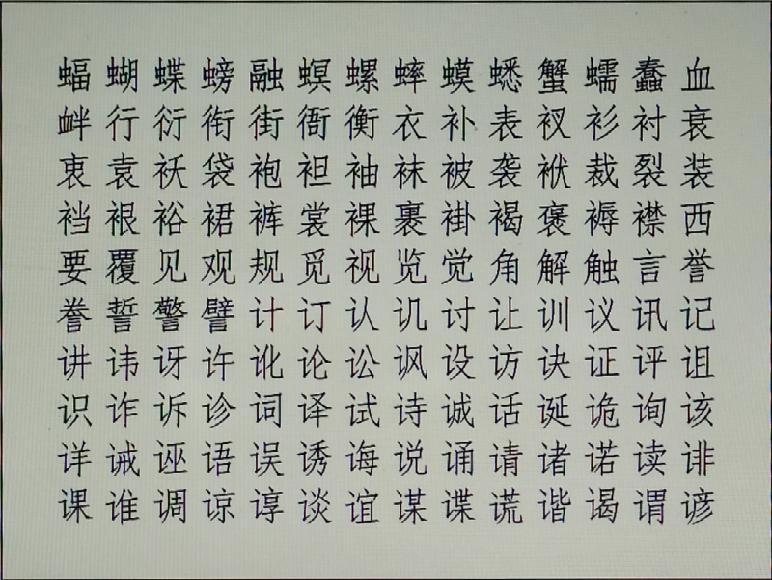 蝠蝴蝶螃融螟螺蟀蟆蟋蟹蠕蠢血
衅行衍衔街衙衡衣补表衩衫衬衰
衷袁袄袋袍袒袖袜被袭袱裁裂装
裆裉裕裙裤裳裸裹褂褐褒褥襟西
要覆见观规觅视览觉角解触言誉
誊誓警譬计订认讥讨让训议讯记
讲讳讶许讹论讼讽设访诀证评诅
识诈诉诊词译试诗诚话诞诡询该
详诫诬语误诱诲说诵请诸诺读诽
课谁调谅谆谈谊谋谍谎谐谒谓谚